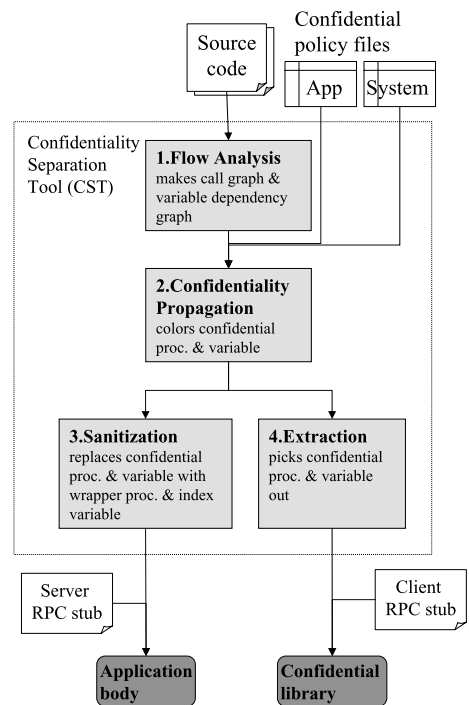 Source
code
Confidential
policy files
App
System
Confidentiality
Separation
Tool (CST)
1.Flow Analysis
makes call graph &
variable dependency
graph
2.Confidentiality
Propagation
colors confidential
proc. & variable
3.Sanitization
replaces confidential
proc. & variable with
wrapper proc. & index
variable
4.Extraction
picks confidential
proc. & variable
out
Server
RPC stub
Client
RPC stub
Application
body
Confidential
library